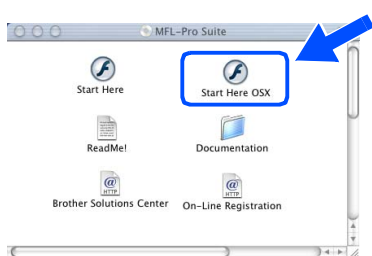 MFL-Pro Suite
Start Here
Start Here OSX
ReadMe!
Documentation
@
HTTP
@
HTTP
Brother Solutions Center
On-Line Registration